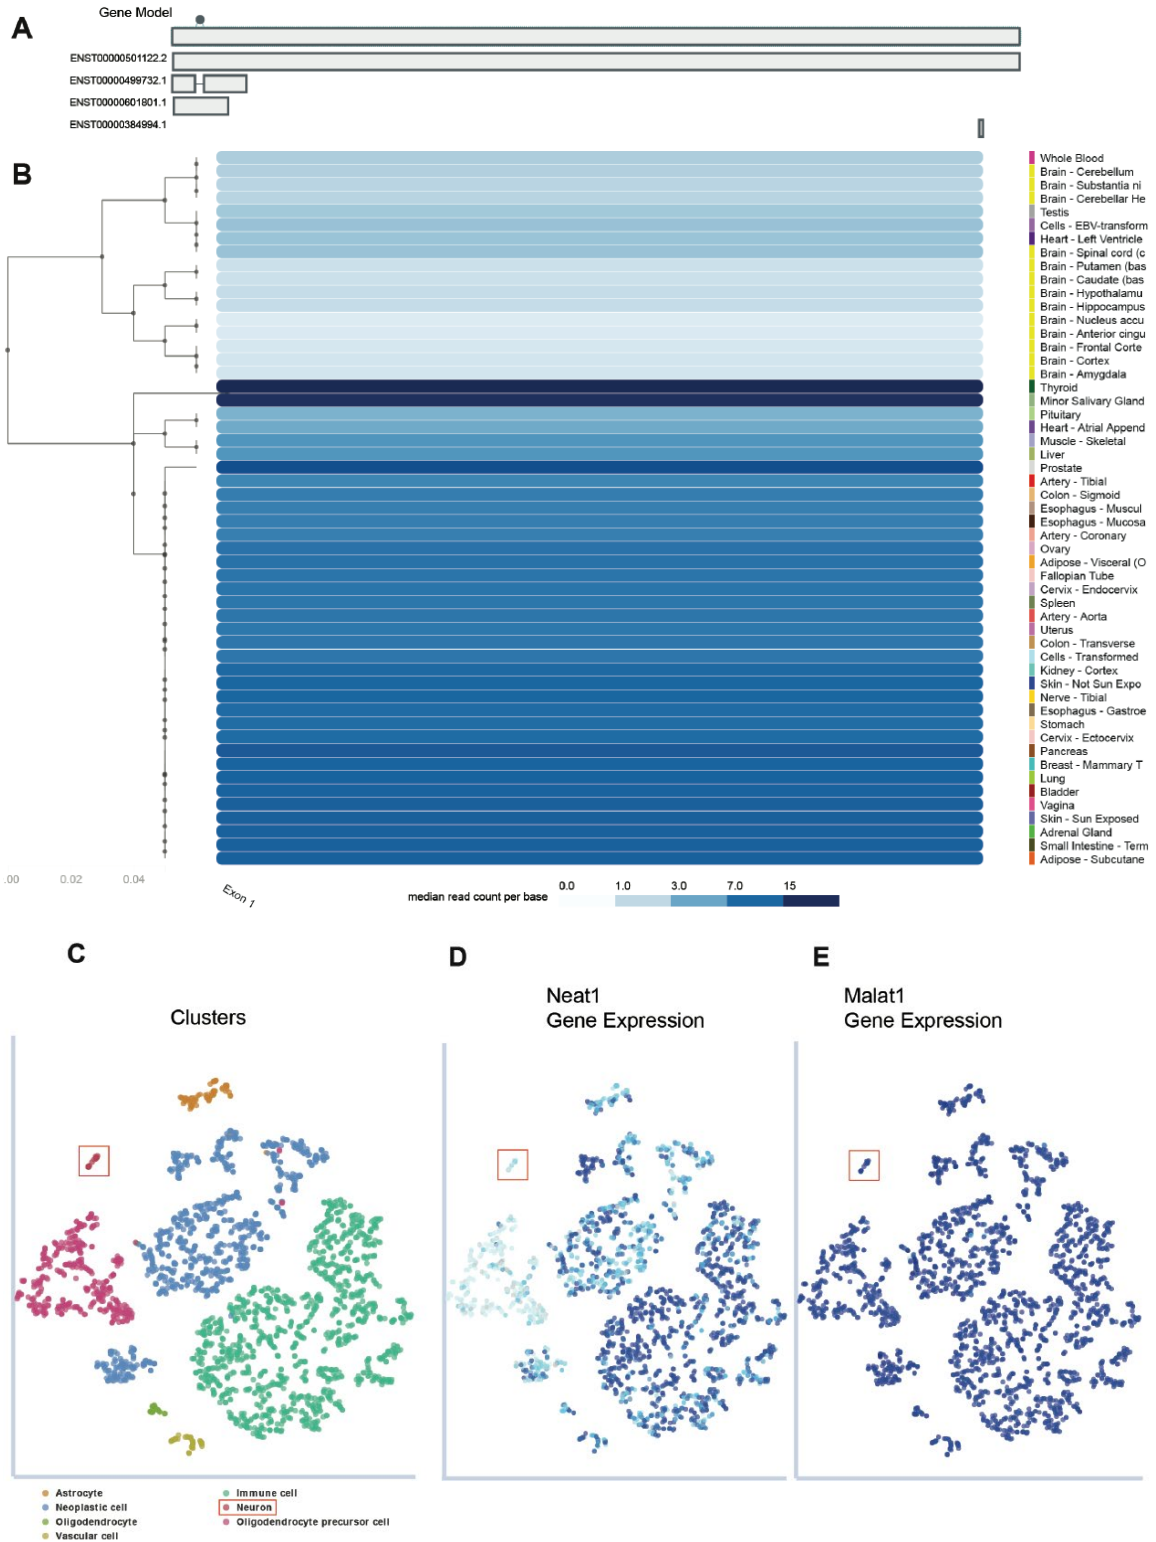 A
Gene Model
ENST00000501122.2
ENST00000499732.1
ENST00000601801.1
ENST00000384994.1
B
Whole Blood
Brain - Cerebellum
Brain - Substantia ni
Brain - Cerebellar He
Testis
Cells - EBV-transform
Heart - Left Ventricle
Brain - Spinal cord (c
Brain - Putamen (bas
Brain - Caudate (bas
Brain - Hypothalamu
Brain - Hippocampus
Brain - Nucleus accu
Brain - Anterior cingu
Brain - Frontal Corte
Brain - Cortex
Brain - Amygdala
Thyroid
Minor Salivary Gland
Pituitary
Heart - Atrial Append
Muscle - Skeletal
Liver
Prostate
Artery - Tibial
Colon - Sigmoid
Esophagus - Muscul
Esophagus - Mucosa
Artery - Coronary
Ovary
Adipose - Visceral (O
Fallopian Tube
Cervix - Endocervix
Spleen
Artery - Aorta
Uterus
Colon - Transverse
Cells - Transformed
Kidney - Cortex
Skin - Not Sun Expo
Nerve - Tibial
Esophagus - Gastroe
Stomach
Cervix - Ectocervix
Pancreas
Breast - Mammary T
Lung
Bladder
Vagina
Skin - Sun Exposed
Adrenal Gland
Small Intestine - Term
Adipose - Subcutane
.00 0.02 0.04
Exon 1
median read count per base
0.0 1.0 3.0 7.0 15
C
Clusters
D
Neat1
Gene Expression
E
Malat1
Gene Expression
Astrocyte
Neoplastic cell
Oligodendrocyte
Vascular cell
Immune cell
Neuron
Oligodendrocyte precursor cell